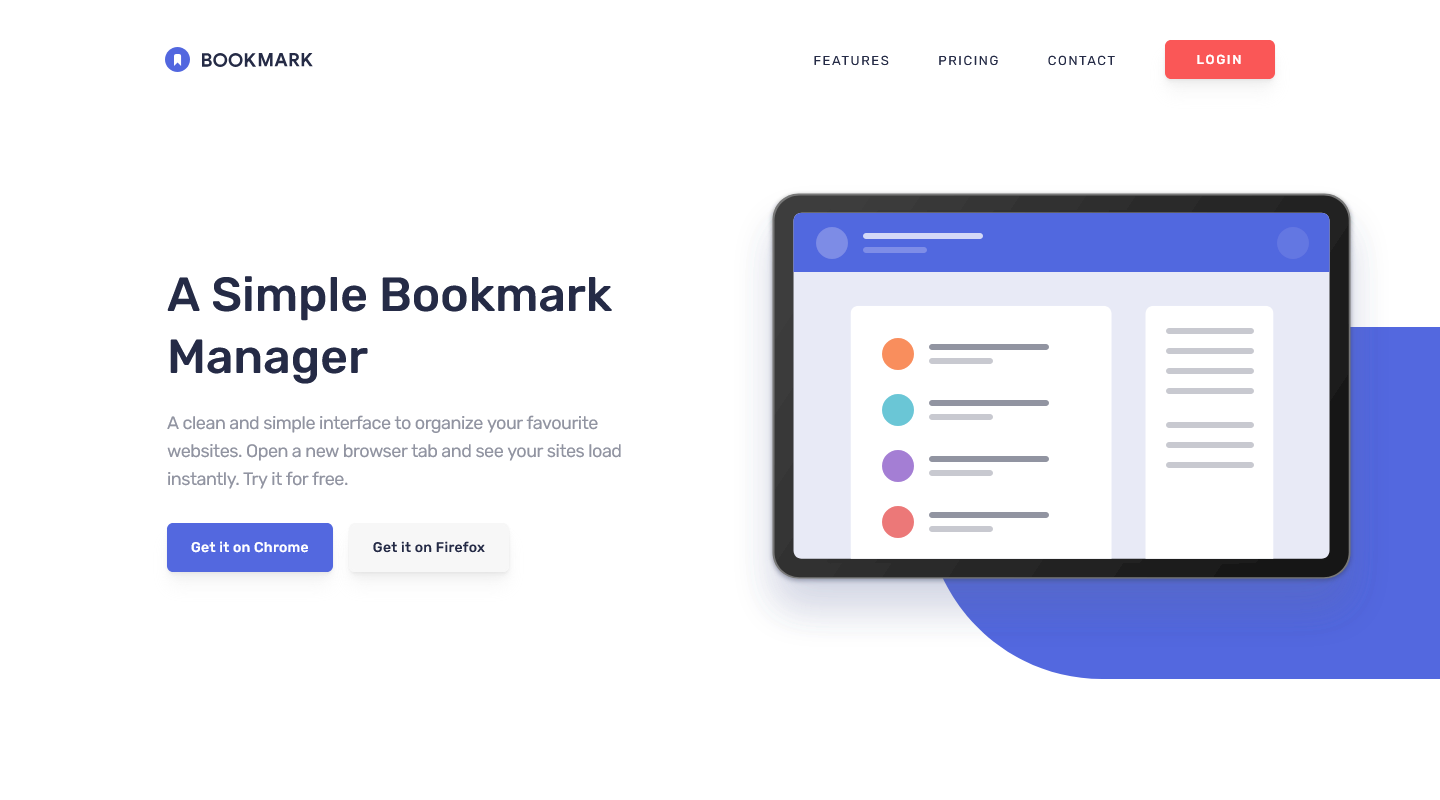 BOOKMARK
FEATURES
PRICING
CONTACT
LOGIN
A Simple Bookmark
Manager
A clean and simple interface to organize your favourite
websites. Open a new browser tab and see your sites load
instantly. Try it for free.
Get it on Chrome
Get it on Firefox